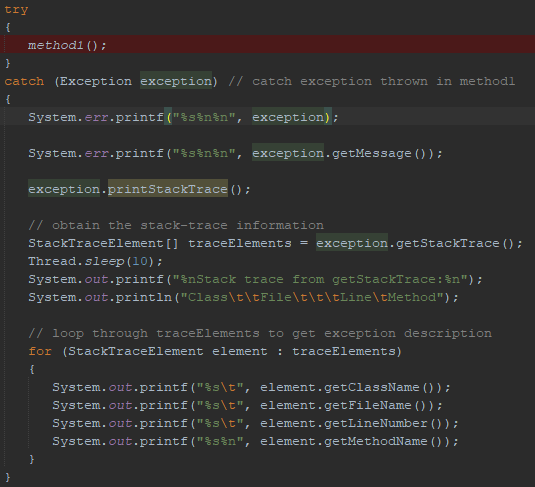 try
{
method1();
}
catch (Exception exception) // catch exception thrown in method1
{
System.err.printf("%s%n%n", exception);
System.err.printf("%s%n%n", exception.getMessage());
exception.printStackTrace();
// obtain the stack-trace information
StackTraceElement[] traceElements = exception.getStackTrace();
Thread.sleep(10);
System.out.printf("%nStack trace from getStackTrace:%n");
System.out.println("Class\t\tFile\t\t\tLine\tMethod");
// loop through traceElements to get exception description
for (StackTraceElement element : traceElements)
{
System.out.printf("%s\t", element.getClassName());
System.out.printf("%s\t", element.getFileName());
System.out.printf("%s\t", element.getLineNumber());
System.out.printf("%s%n", element.getMethodName());
}
}